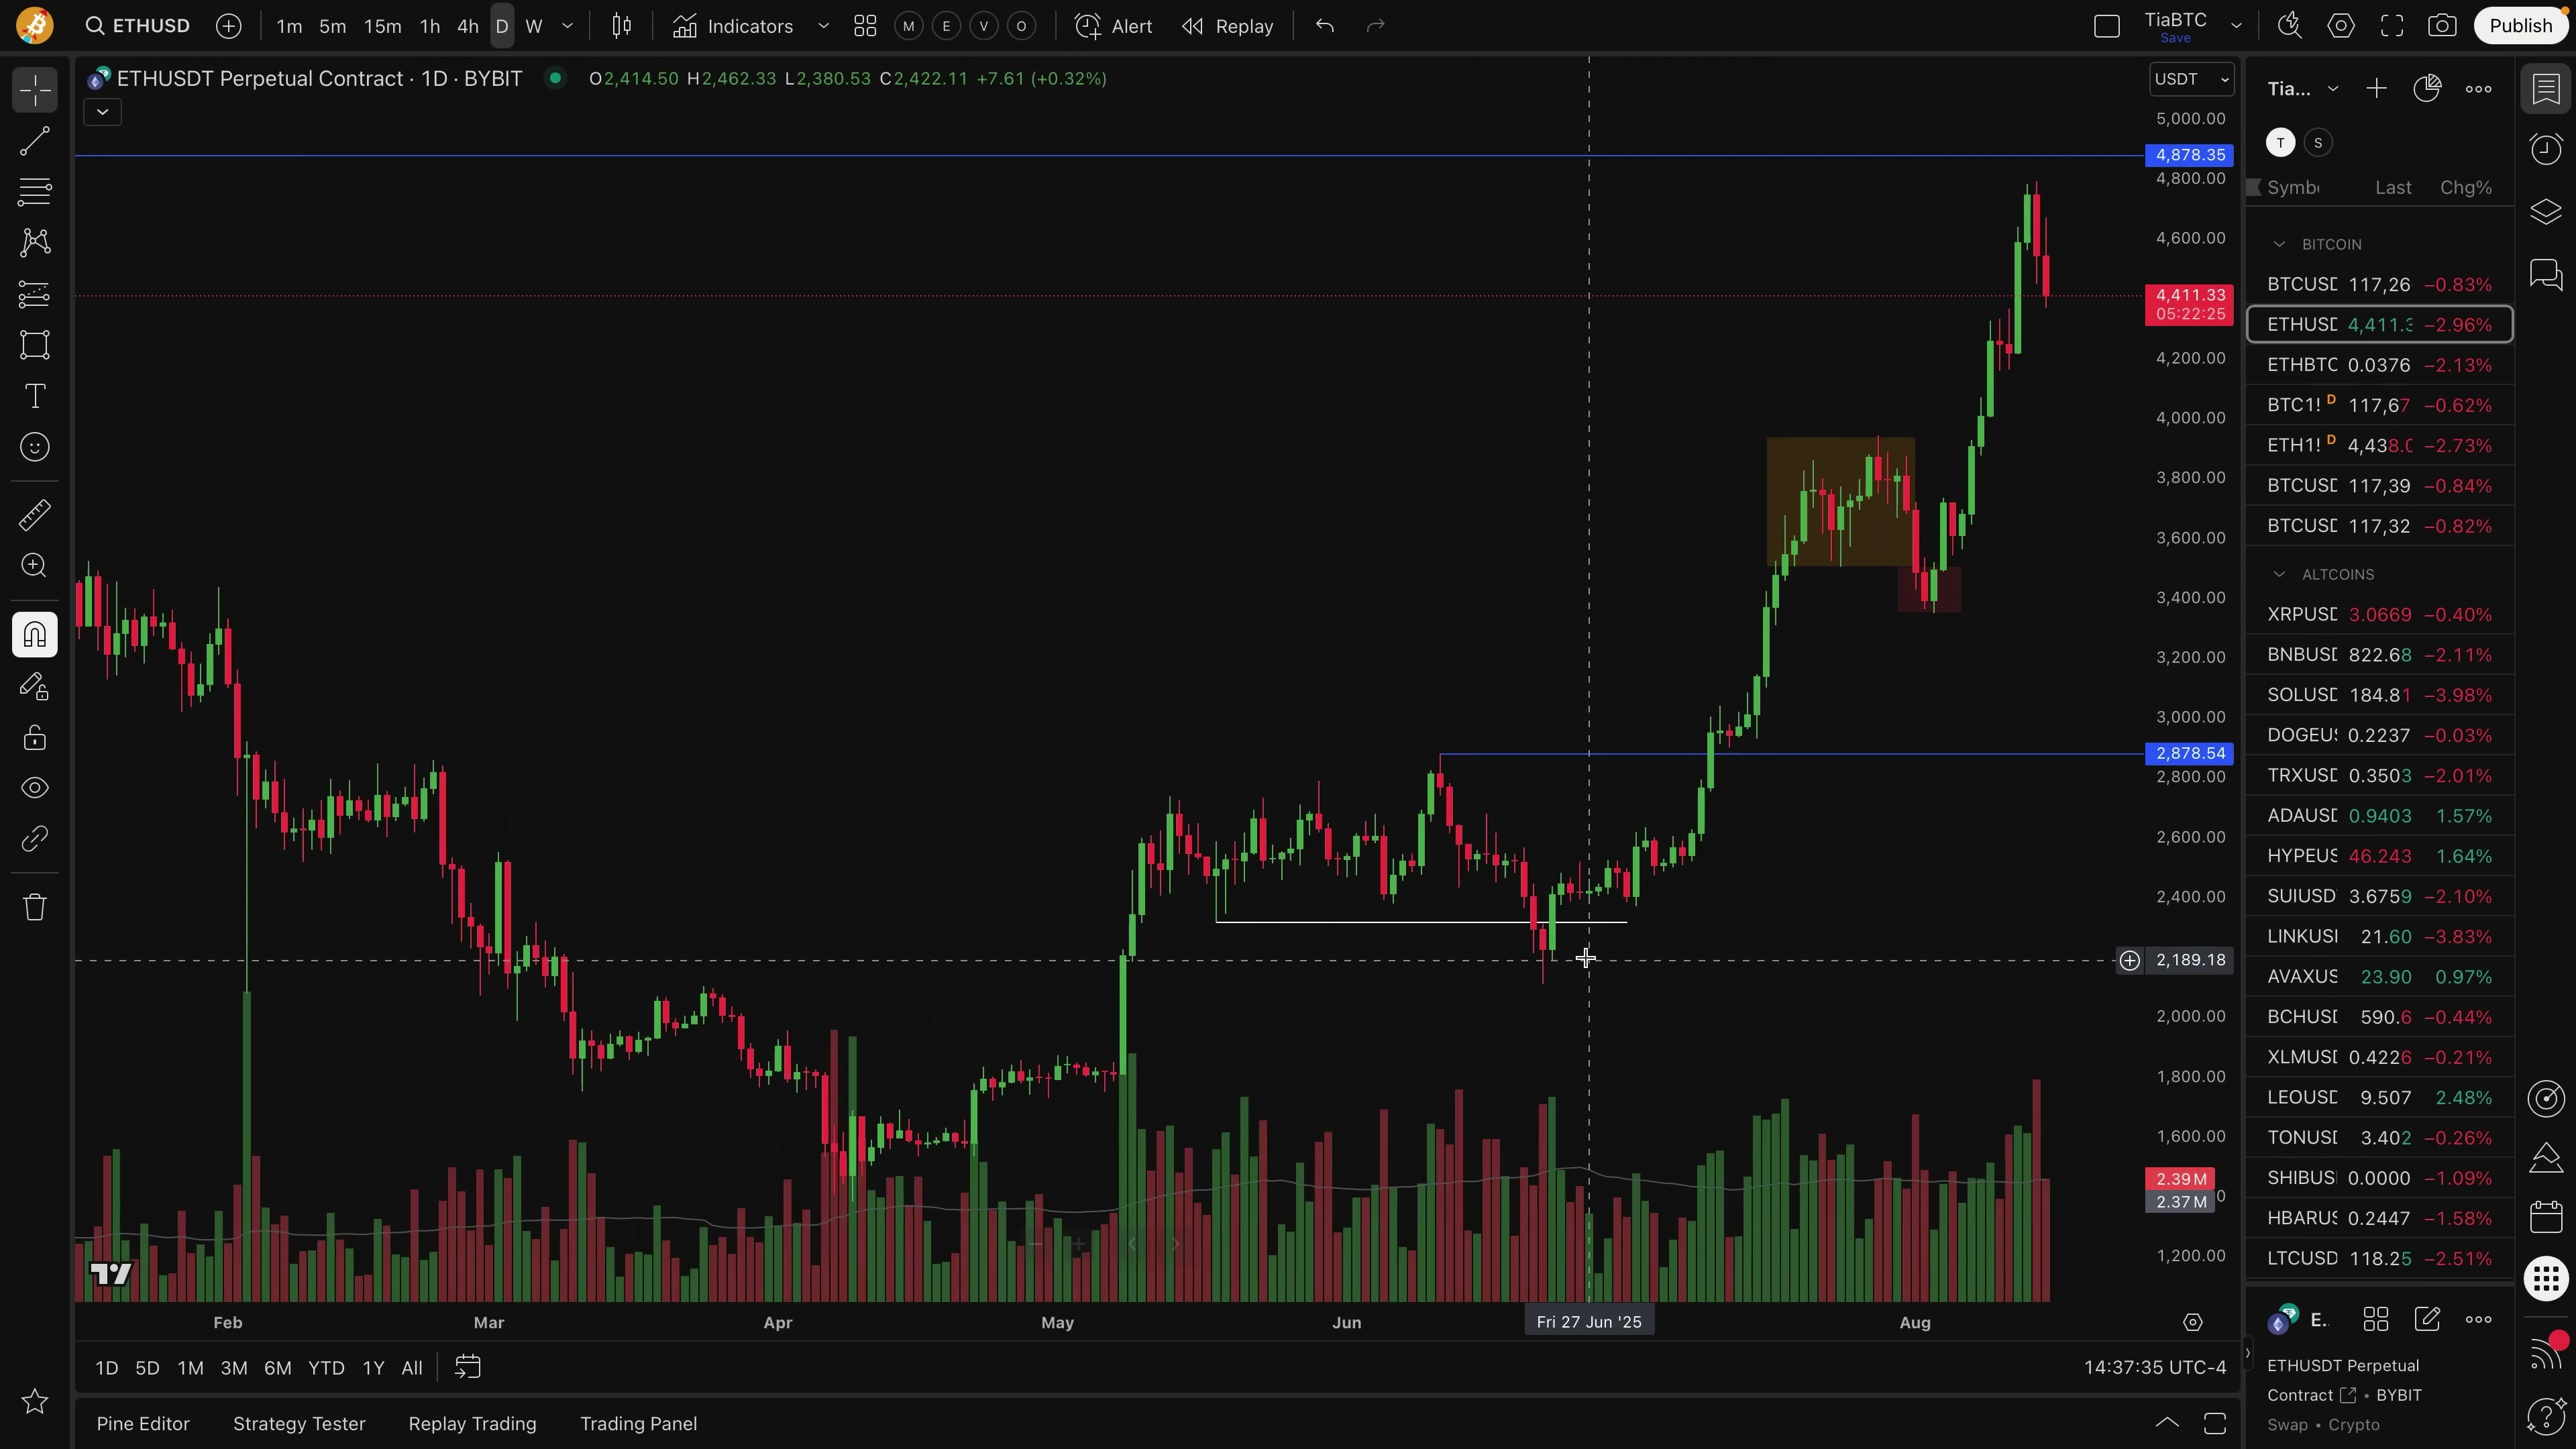 ETHUSD 1m 5m 15m 1h 4h D W Indicators M E V O Alert Replay TiaBTC Save Publish
ETHUSDT Perpetual Contract · 1D · BYBIT O2,414.50 H2,462.33 L2,380.53 C2,422.11 +7.61 (+0.32%)
USDT
5,000.00
4,878.35
4,800.00
4,600.00
4,411.33
05:22:25
4,200.00
4,000.00
3,800.00
3,600.00
3,400.00
3,200.00
3,000.00
2,878.54
2,800.00
2,600.00
2,400.00
2,189.18
2,000.00
1,800.00
1,600.00
2.39 M
2.37 M
1,200.00
Feb Mar Apr May Jun Fri 27 Jun '25 Aug
1D 5D 1M 3M 6M YTD 1Y All 14:37:35 UTC-4
Pine Editor Strategy Tester Replay Trading Trading Panel
Tia...
T S
Symb Last Chg%
BITCOIN
BTCUSD 117,26 −0.83%
ETHUSD 4,411.3 −2.96%
ETHBTC 0.0376 −2.13%
BTC1! D 117,67 −0.62%
ETH1! D 4,438.0 −2.73%
BTCUSD 117,39 −0.84%
BTCUSD 117,32 −0.82%
ALTCOINS
XRPUSD 3.0669 −0.40%
BNBUSD 822.68 −2.11%
SOLUSD 184.81 −3.98%
DOGEUS 0.2237 −0.03%
TRXUSD 0.3503 −2.01%
ADAUSD 0.9403 1.57%
HYPEUS 46.243 1.64%
SUIUSD 3.6759 −2.10%
LINKUSI 21.60 −3.83%
AVAXUS 23.90 0.97%
BCHUSD 590.6 −0.44%
XLMUSD 0.4226 −0.21%
LEOUSD 9.507 2.48%
TONUSD 3.402 −0.26%
SHIBUS 0.0000 −1.09%
HBARUS 0.2447 −1.58%
LTCUSD 118.25 −2.51%
E.
ETHUSDT Perpetual
Contract • BYBIT
Swap • Crypto